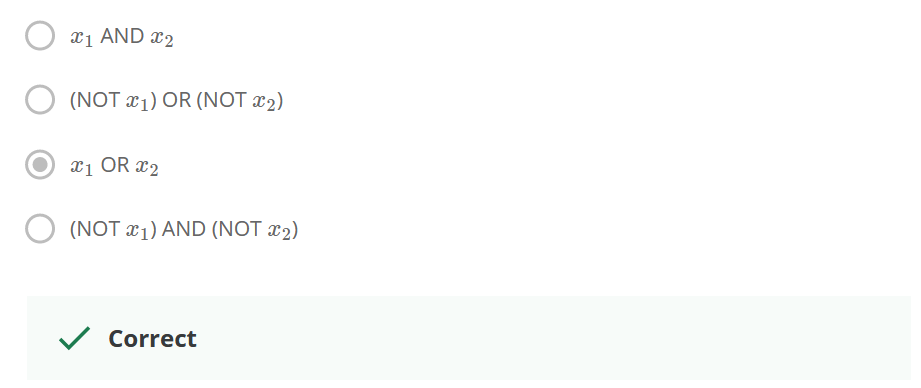 x₁ AND x₂
(NOT x₁) OR (NOT x₂)
x₁ OR x₂
(NOT x₁) AND (NOT x₂)
Correct